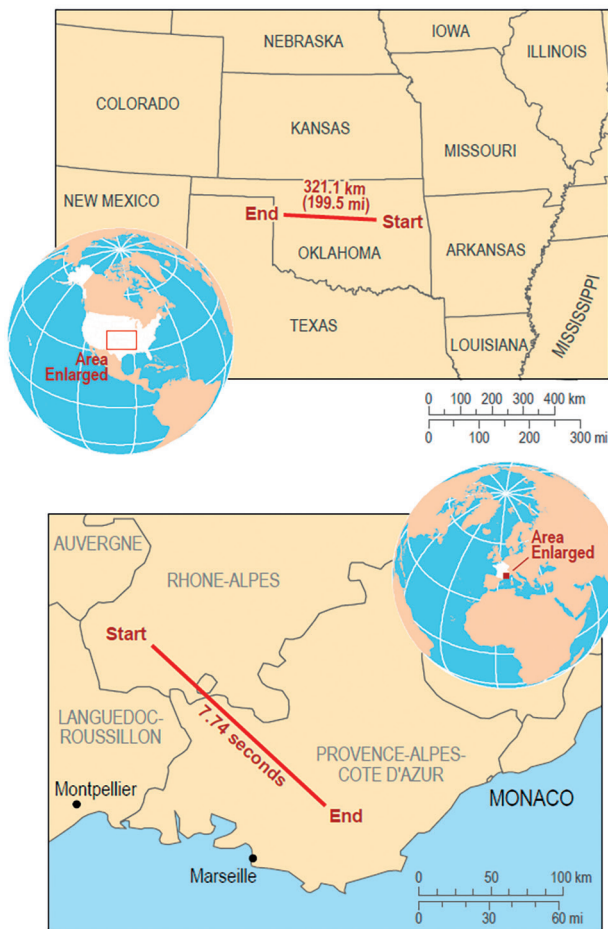 NEBRASKA
IOWA
ILLINOIS
COLORADO
KANSAS
MISSOURI
321.1 km
(199.5 mi)
NEW MEXICO
End
Start
OKLAHOMA
ARKANSAS
TEXAS
MISSISSIPPI
LOUISIANA
Area
Enlarged
0 100 200 300 400 km
0 100 200 300 mi
AUVERGNE
Area
Enlarged
RHONE-ALPES
Start
LANGUEDOC-
ROUSSILLON
7.74 seconds
PROVENCE-ALPES-
COTE D'AZUR
Montpellier
MONACO
End
Marseille
0 50 100 km
0 30 60 mi